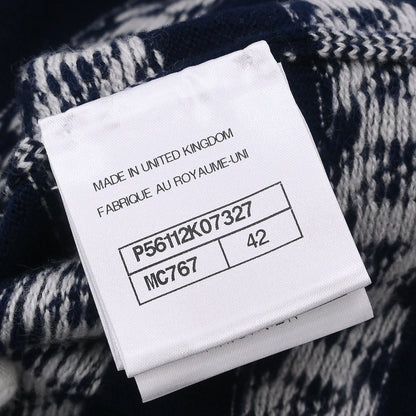 MADE IN UNITED KINGDOM
FABRIQUE AU ROYAUME-UNI
P56112K07327
MC767 42